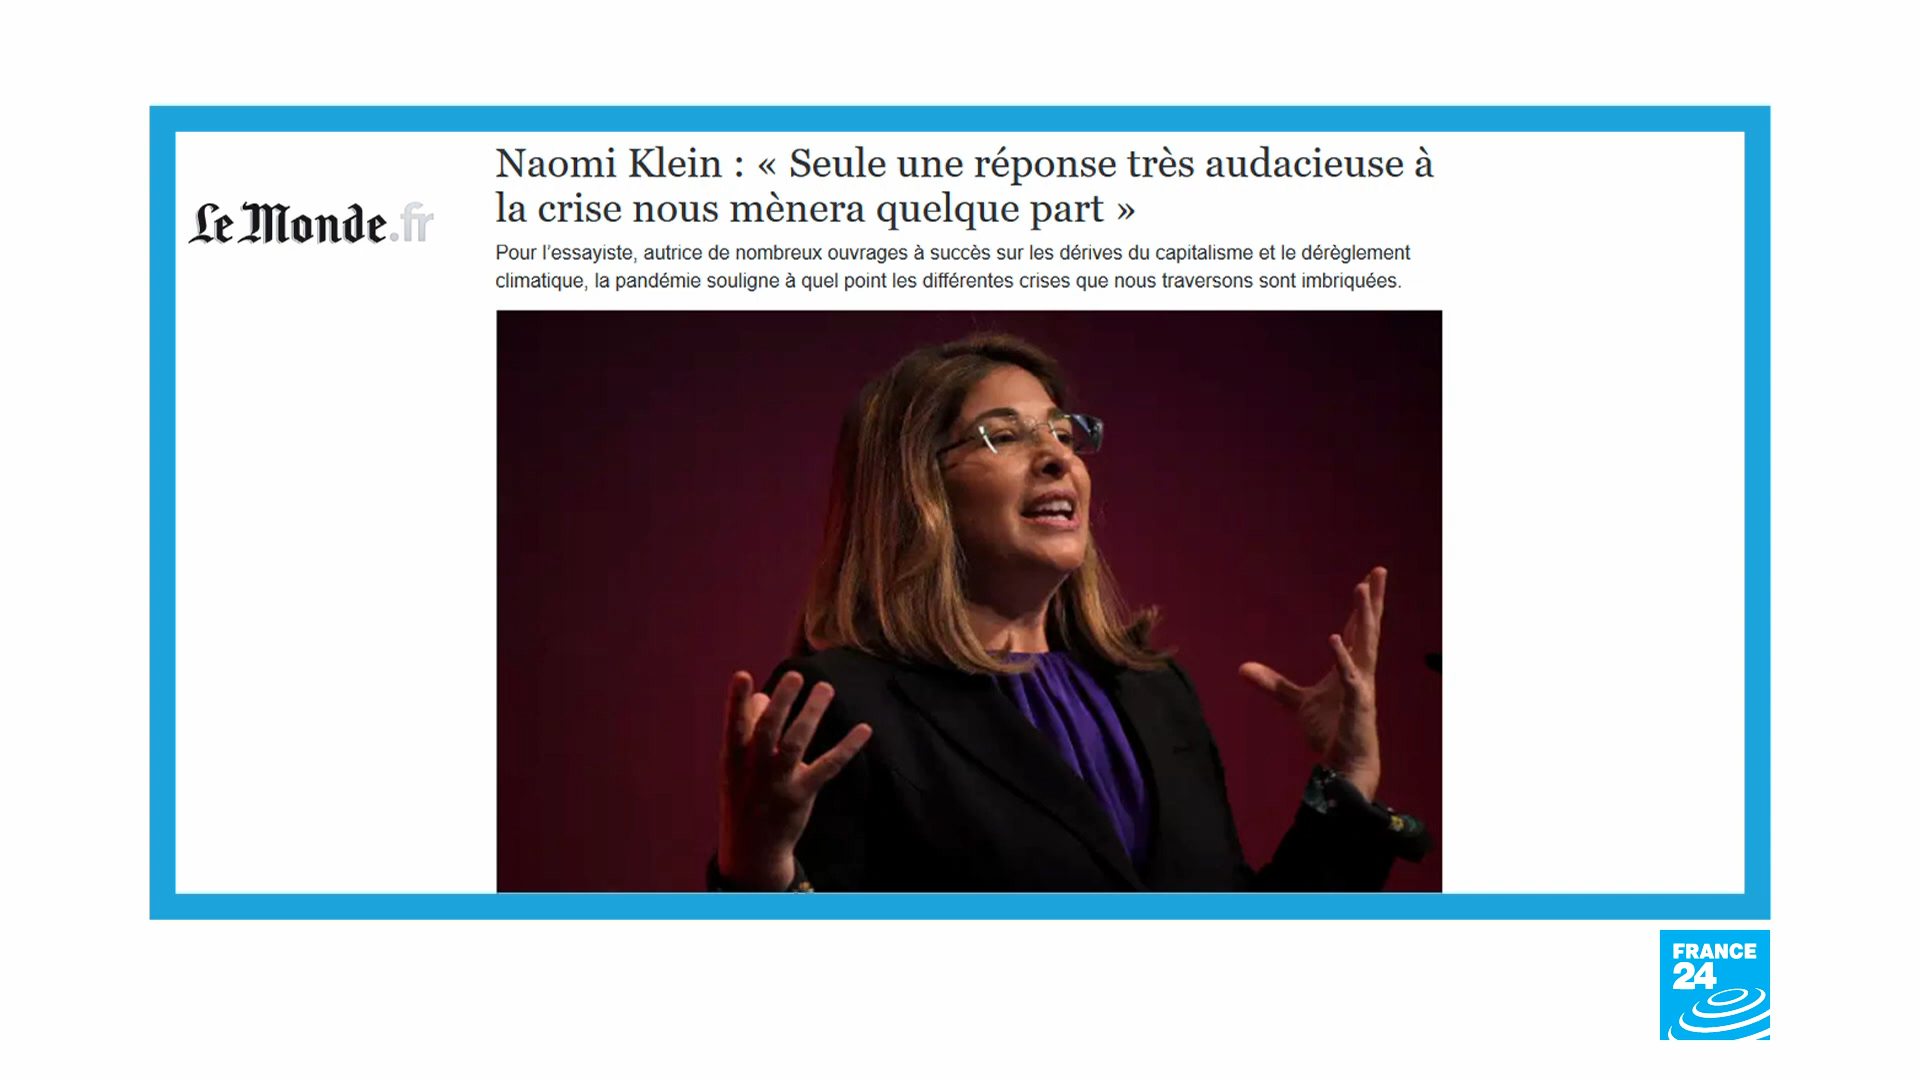 Naomi Klein : « Seule une réponse très audacieuse à
la crise nous mènera quelque part »
Le Monde.fr
Pour l’essayiste, autrice de nombreux ouvrages à succès sur les dérives du capitalisme et le dérèglement
climatique, la pandémie souligne à quel point les différentes crises que nous traversons sont imbriquées.
FRANCE
24